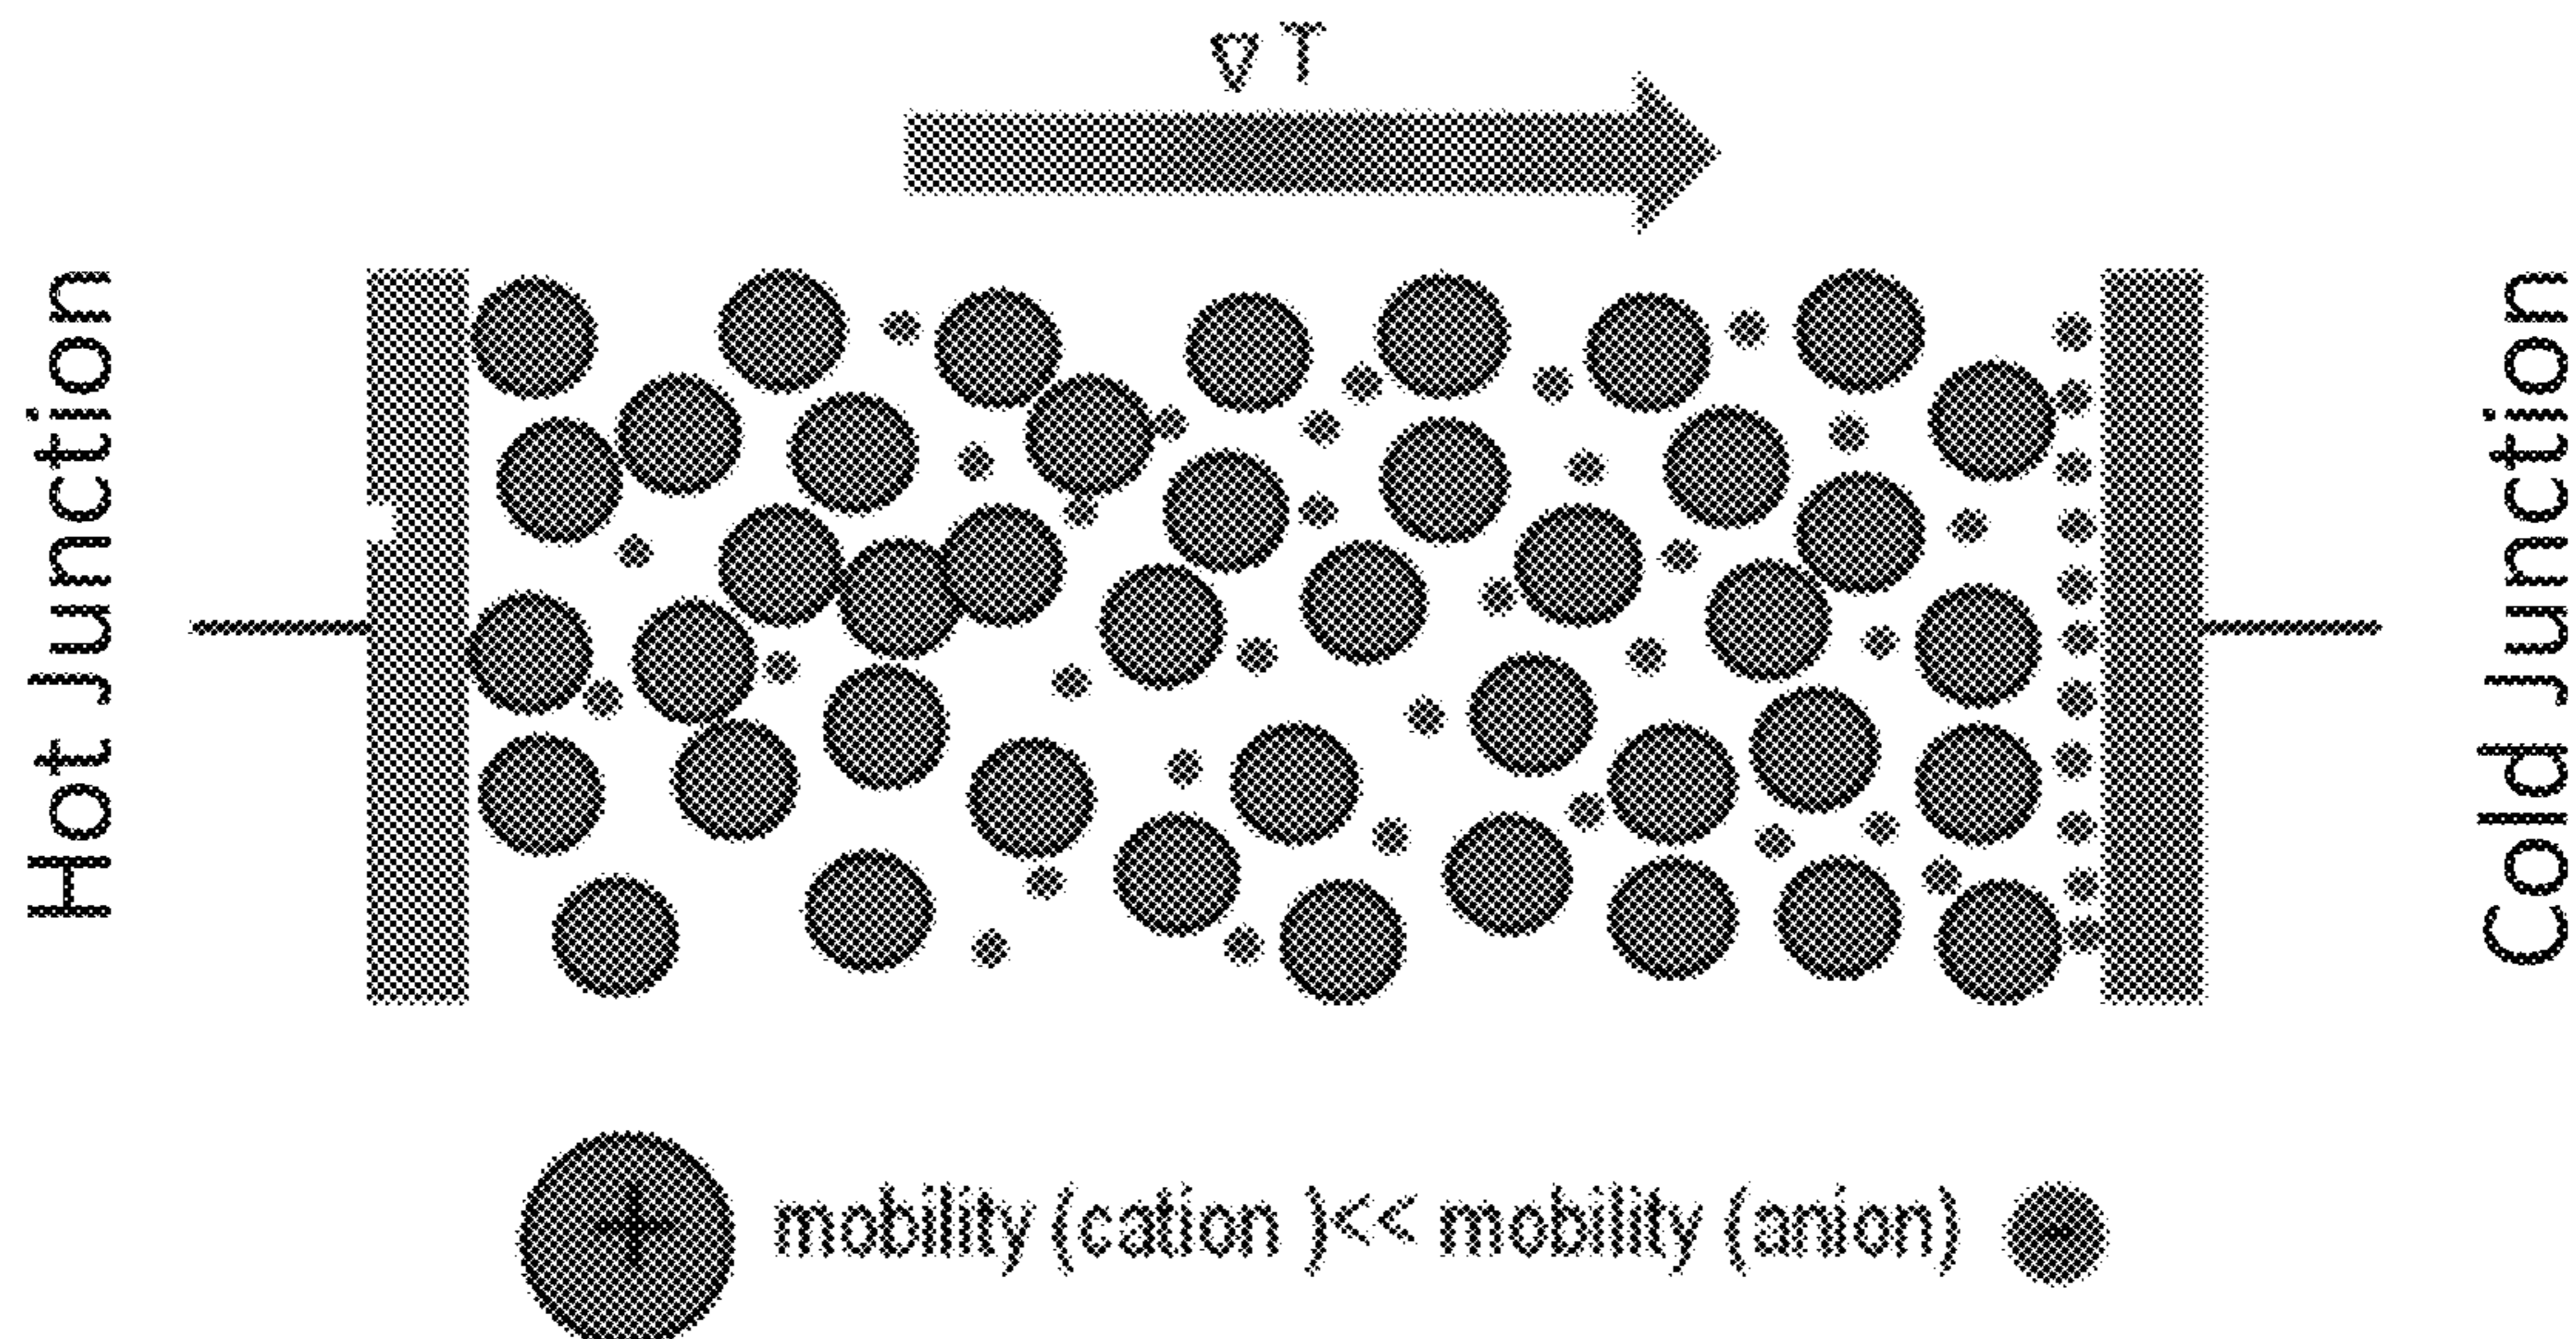 ∇ T
Hot Junction
Cold Junction
+ mobility (cation )<< mobility (anion) -